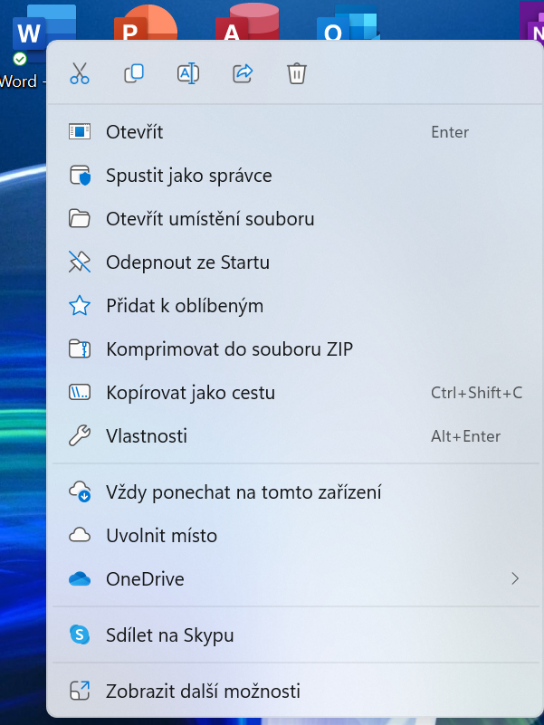 W P A O N
Word -
Otevřít Enter
Spustit jako správce
Otevřít umístění souboru
Odepnout ze Startu
Přidat k oblíbeným
Komprimovat do souboru ZIP
Kopírovat jako cestu Ctrl+Shift+C
Vlastnosti Alt+Enter
Vždy ponechat na tomto zařízení
Uvolnit místo
OneDrive
Sdílet na Skypu
Zobrazit další možnosti